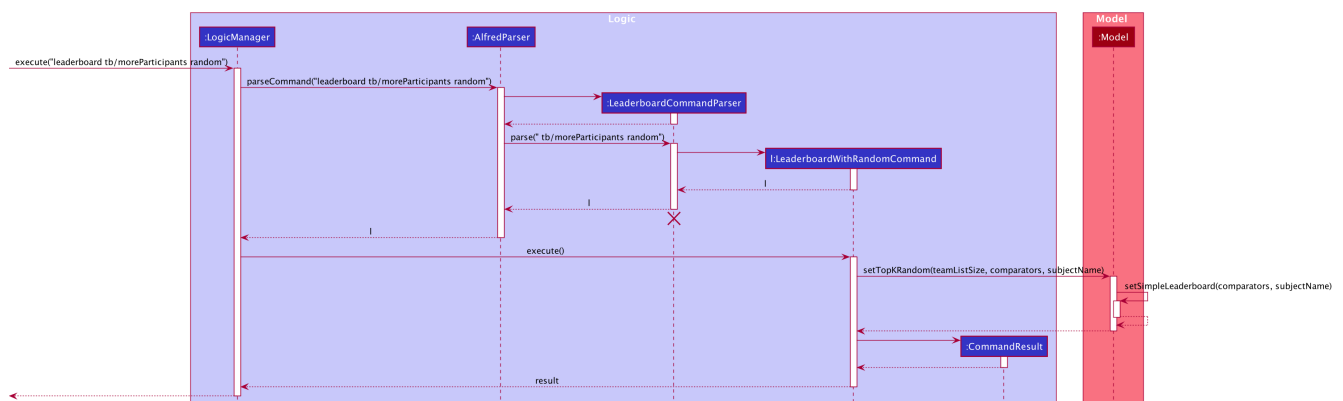 Logic
Model
:LogicManager
:AlfredParser
:Model
execute("leaderboard tb/moreParticipants random")
parseCommand("leaderboard tb/moreParticipants random")
:LeaderboardCommandParser
parse(" tb/moreParticipants random")
l:LeaderboardWithRandomCommand
l
l
l
execute()
setTopKRandom(teamListSize, comparators, subjectName)
setSimpleLeaderboard(comparators, subjectName)
:CommandResult
result